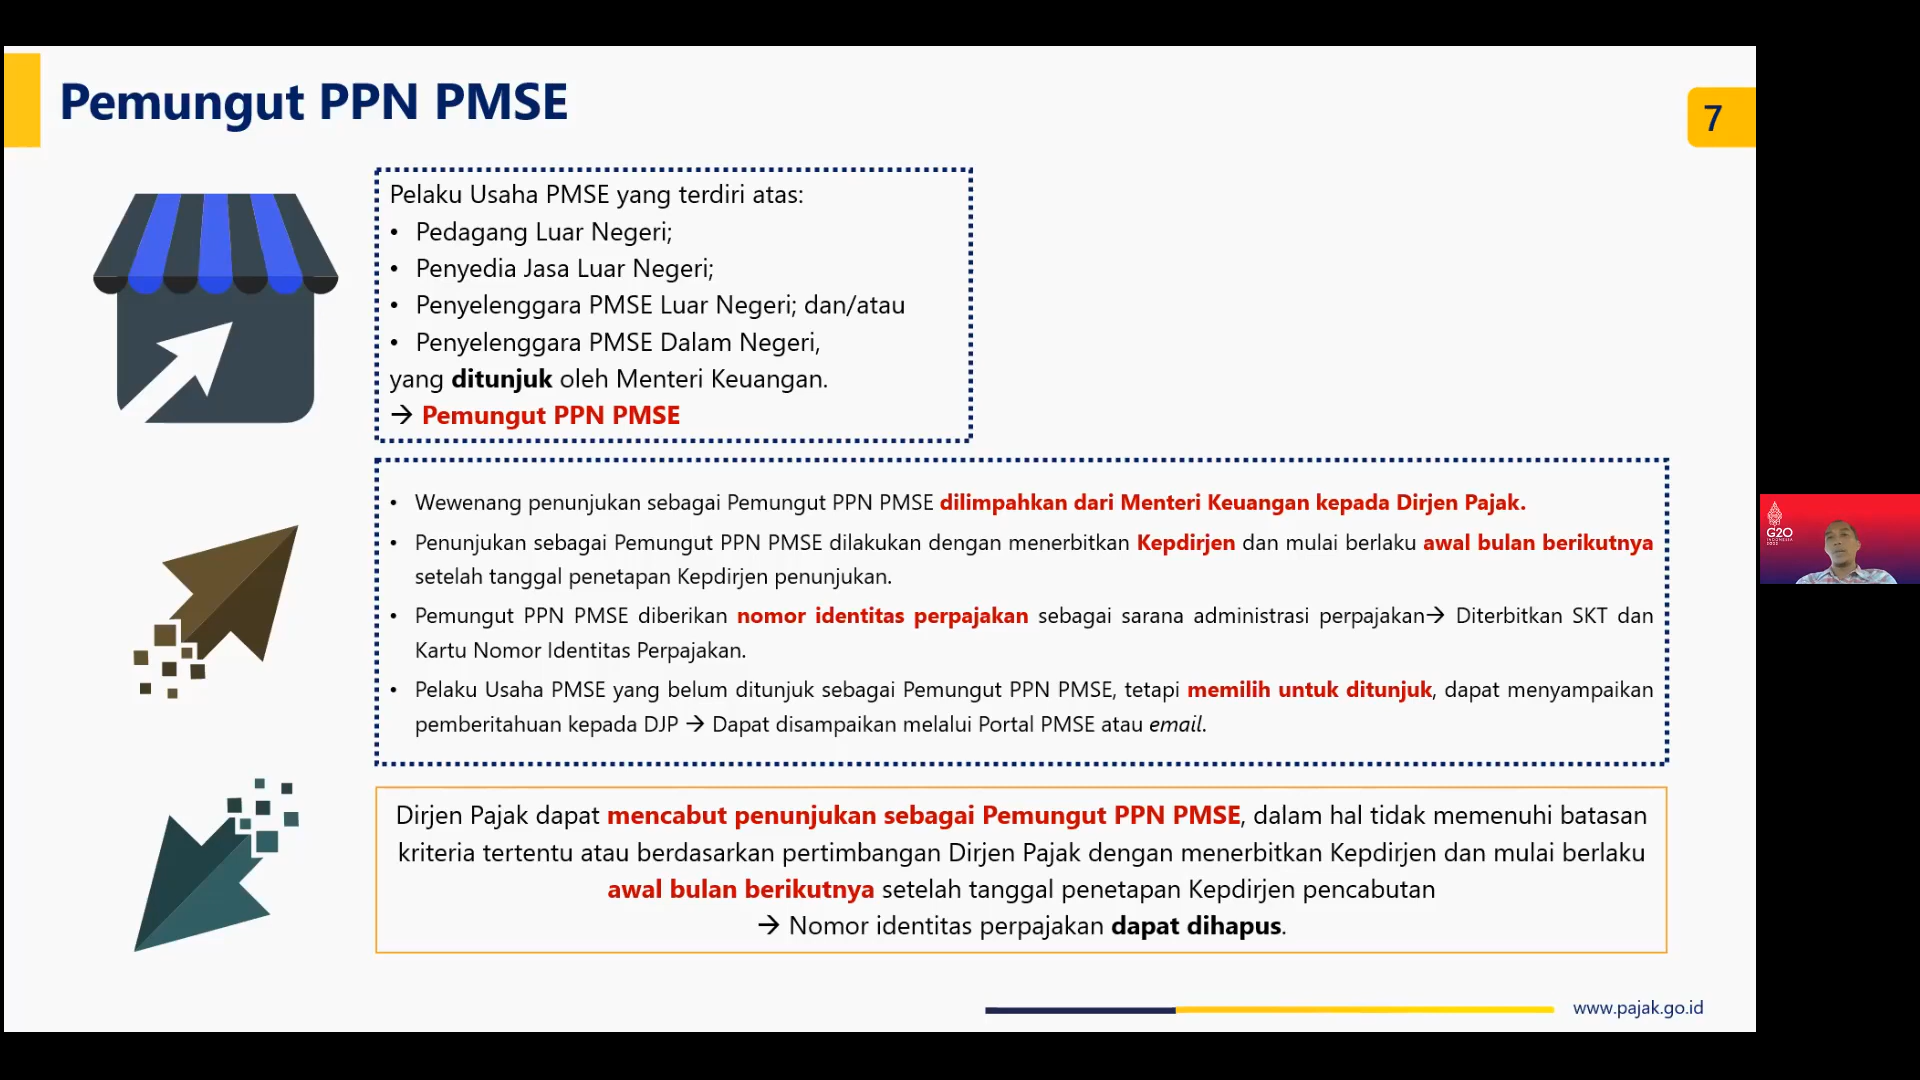 Pemungut PPN PMSE
7
Pelaku Usaha PMSE yang terdiri atas:
• Pedagang Luar Negeri;
• Penyedia Jasa Luar Negeri;
• Penyelenggara PMSE Luar Negeri; dan/atau
• Penyelenggara PMSE Dalam Negeri,
yang ditunjuk oleh Menteri Keuangan.
→ Pemungut PPN PMSE
• Wewenang penunjukan sebagai Pemungut PPN PMSE dilimpahkan dari Menteri Keuangan kepada Dirjen Pajak.
• Penunjukan sebagai Pemungut PPN PMSE dilakukan dengan menerbitkan Kepdirjen dan mulai berlaku awal bulan berikutnya
setelah tanggal penetapan Kepdirjen penunjukan.
• Pemungut PPN PMSE diberikan nomor identitas perpajakan sebagai sarana administrasi perpajakan→ Diterbitkan SKT dan
Kartu Nomor Identitas Perpajakan.
• Pelaku Usaha PMSE yang belum ditunjuk sebagai Pemungut PPN PMSE, tetapi memilih untuk ditunjuk, dapat menyampaikan
pemberitahuan kepada DJP → Dapat disampaikan melalui Portal PMSE atau email.
Dirjen Pajak dapat mencabut penunjukan sebagai Pemungut PPN PMSE, dalam hal tidak memenuhi batasan
kriteria tertentu atau berdasarkan pertimbangan Dirjen Pajak dengan menerbitkan Kepdirjen dan mulai berlaku
awal bulan berikutnya setelah tanggal penetapan Kepdirjen pencabutan
→ Nomor identitas perpajakan dapat dihapus.
www.pajak.go.id
G20
INDONESIA
2022